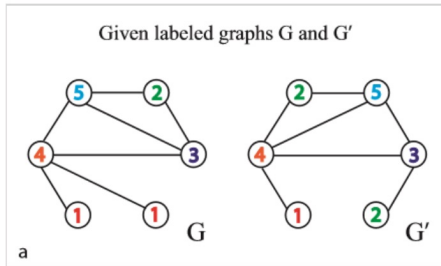 Given labeled graphs G and G′
5 2 2 5
4 3 4 3
1 1 G 1 2 G′
a